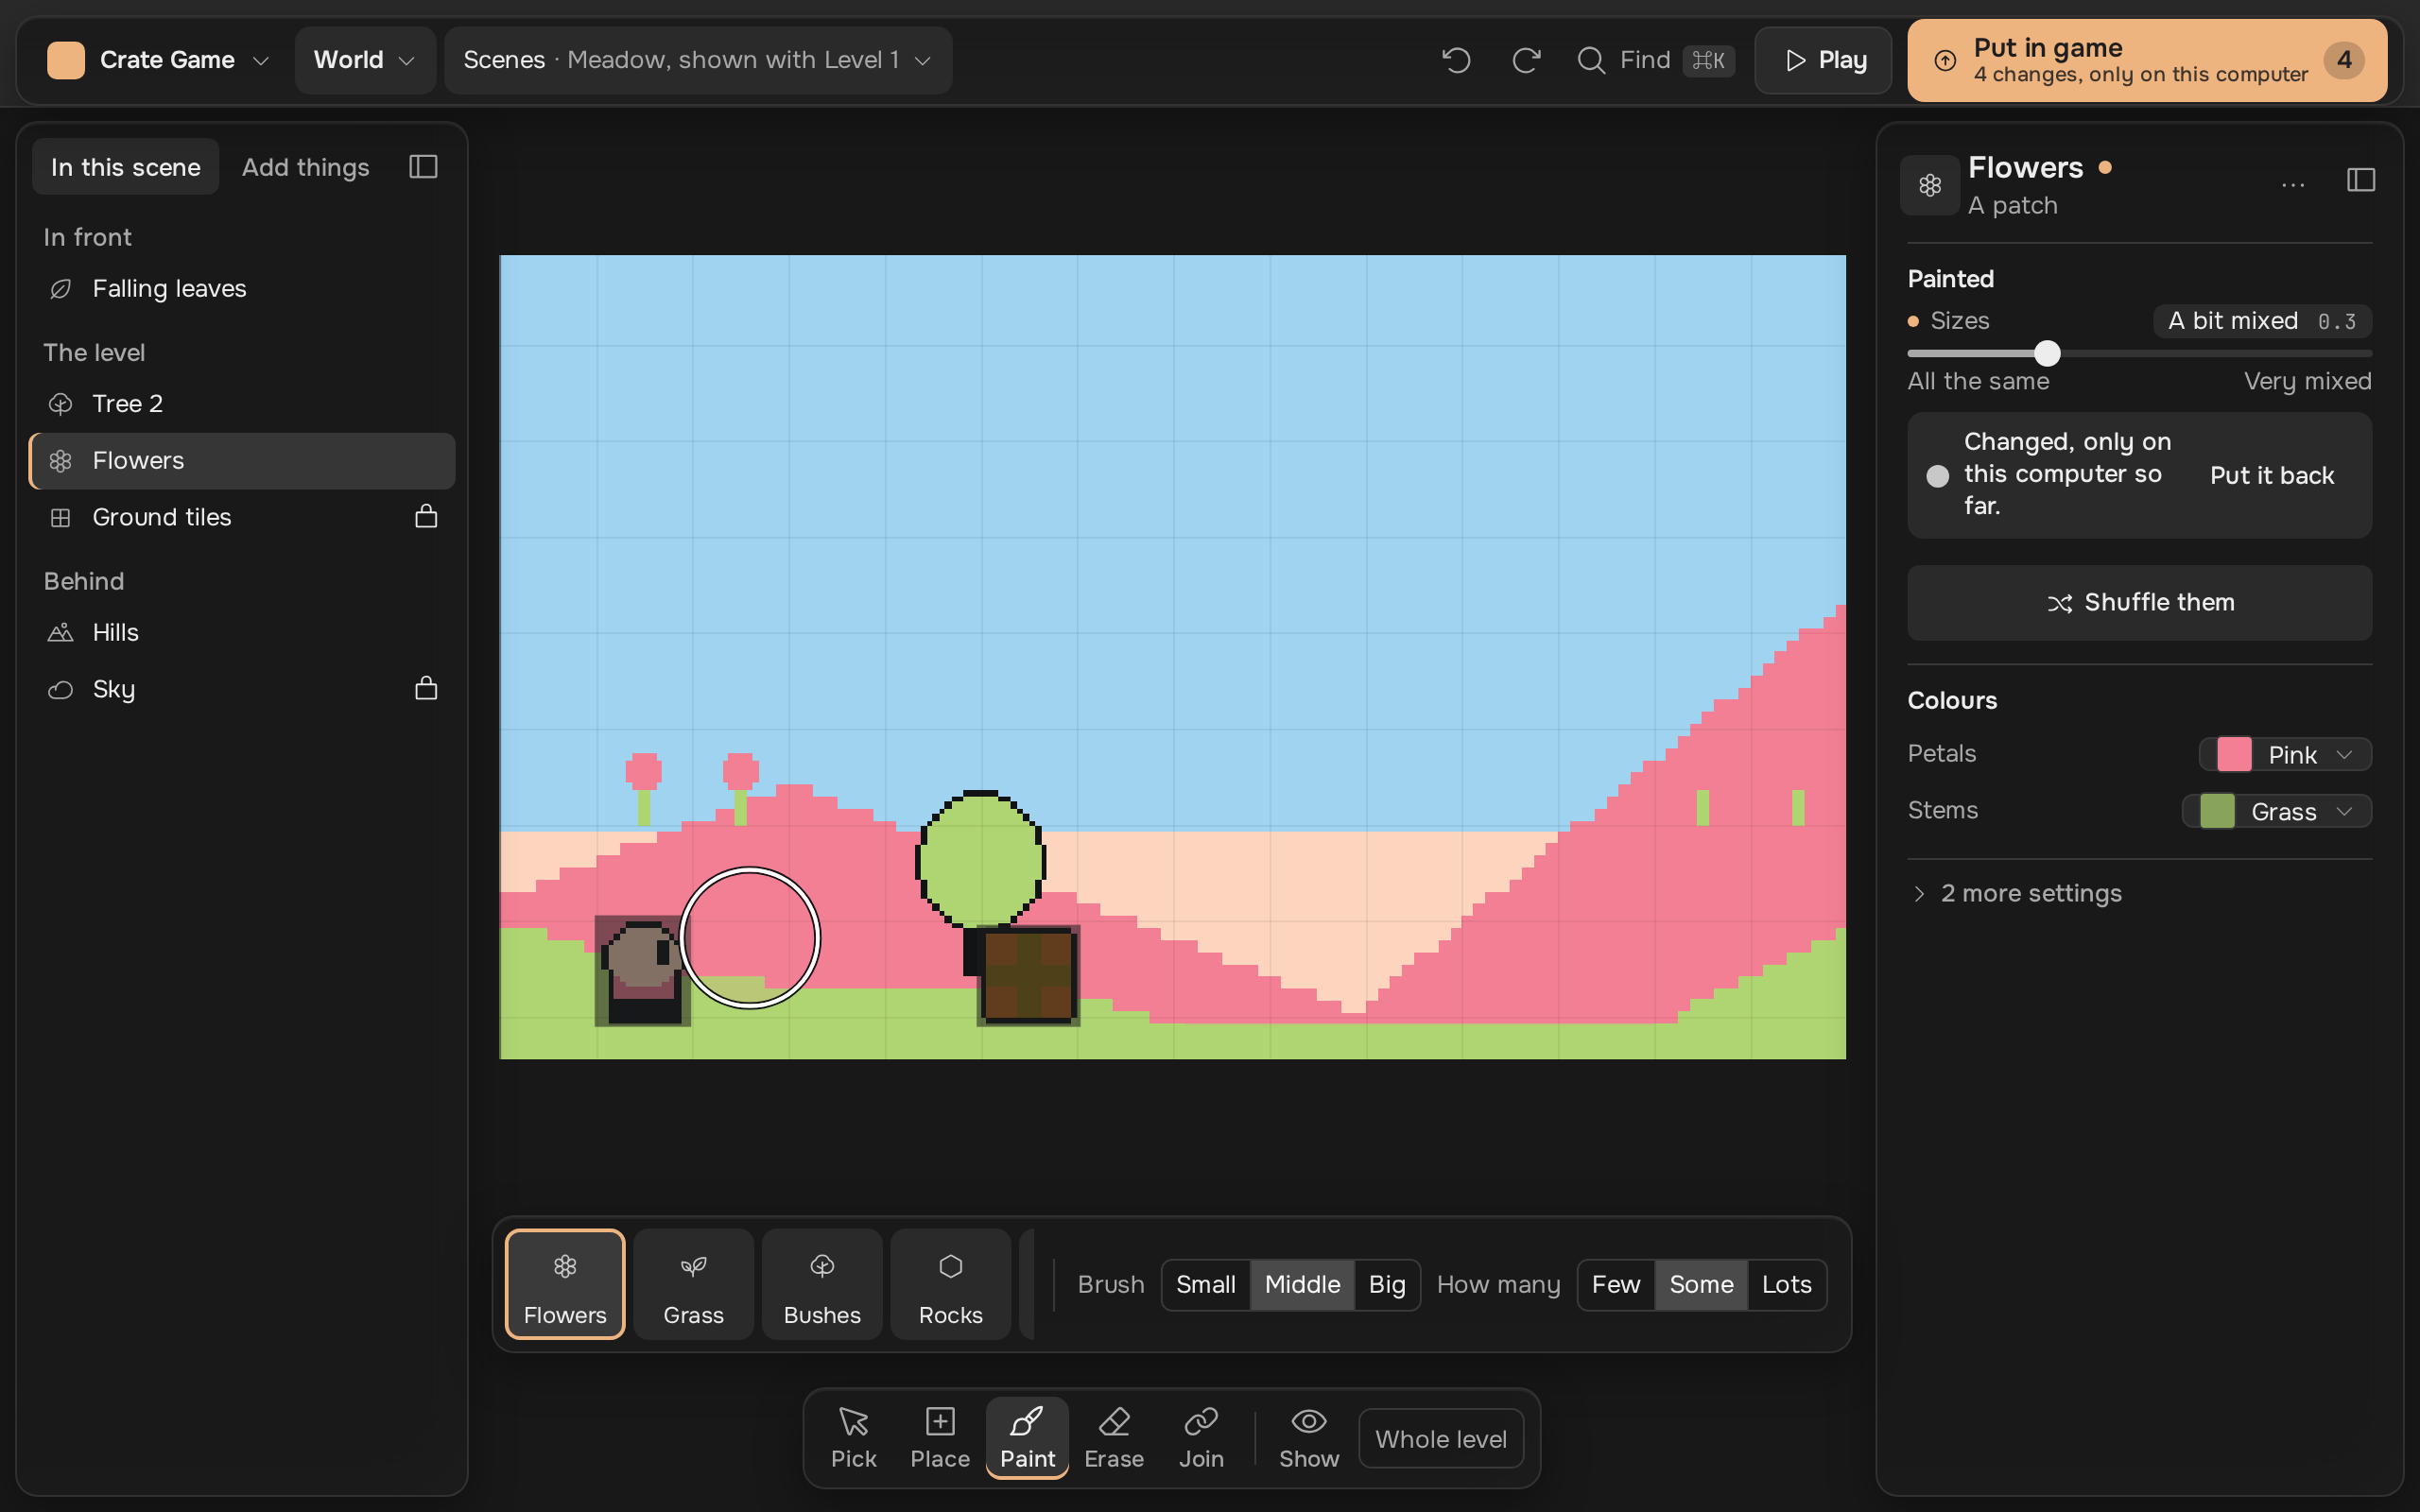 Crate Game
World
Scenes · Meadow, shown with Level 1
Find ⌘K
Play
Put in game
4 changes, only on this computer
4
In this scene
Add things
In front
Falling leaves
The level
Tree 2
Flowers
Ground tiles
Behind
Hills
Sky
Flowers
A patch
Painted
Sizes
A bit mixed 0.3
All the same
Very mixed
Changed, only on
this computer so
far.
Put it back
Shuffle them
Colours
Petals
Pink
Stems
Grass
2 more settings
Flowers
Grass
Bushes
Rocks
Brush
Small
Middle
Big
How many
Few
Some
Lots
Pick
Place
Paint
Erase
Join
Show
Whole level